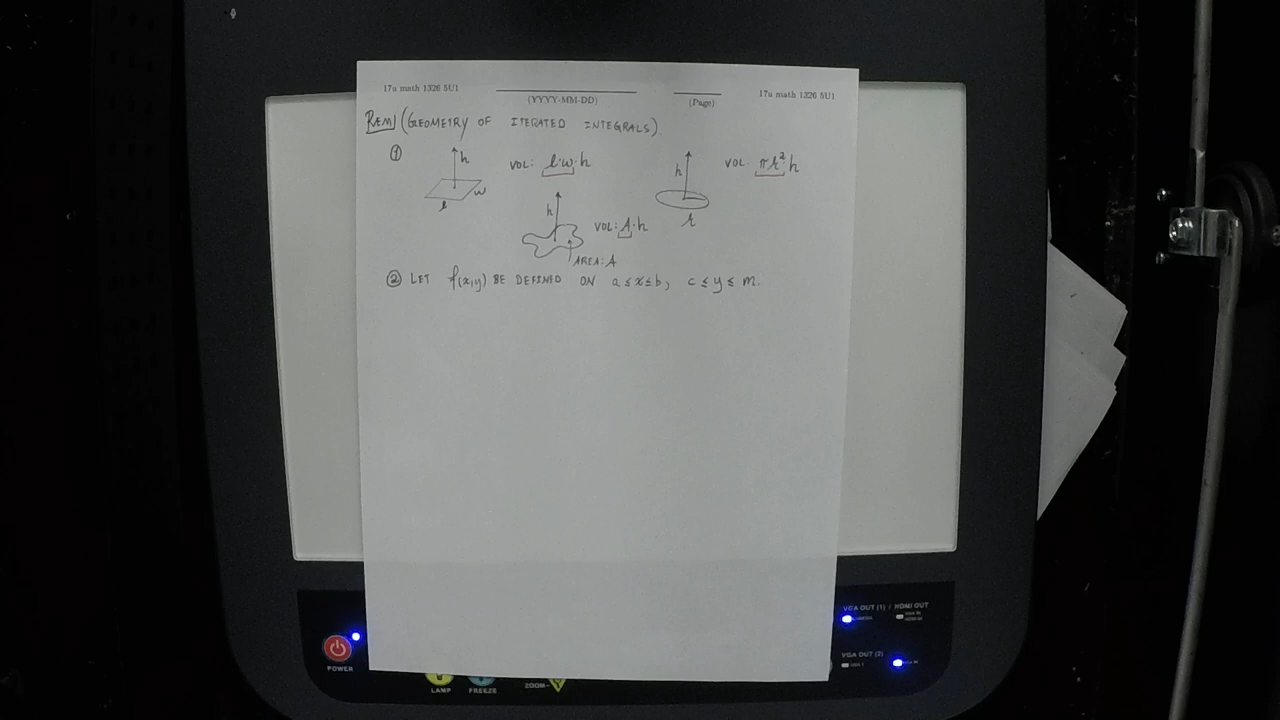 17u math 1326 5U1 (YYYY-MM-DD) (Page) 17u math 1326 5U1
REM (GEOMETRY OF ITERATED INTEGRALS)
① h l w VOL: l·w·h h r VOL: πr²·h
h VOL: A·h
AREA: A
② LET f(x,y) BE DEFINED ON a ≤ x ≤ b, c ≤ y ≤ m.
VGA OUT (1) / HDMI OUT
VGA OUT (2)
POWER
LAMP FREEZE ZOOM